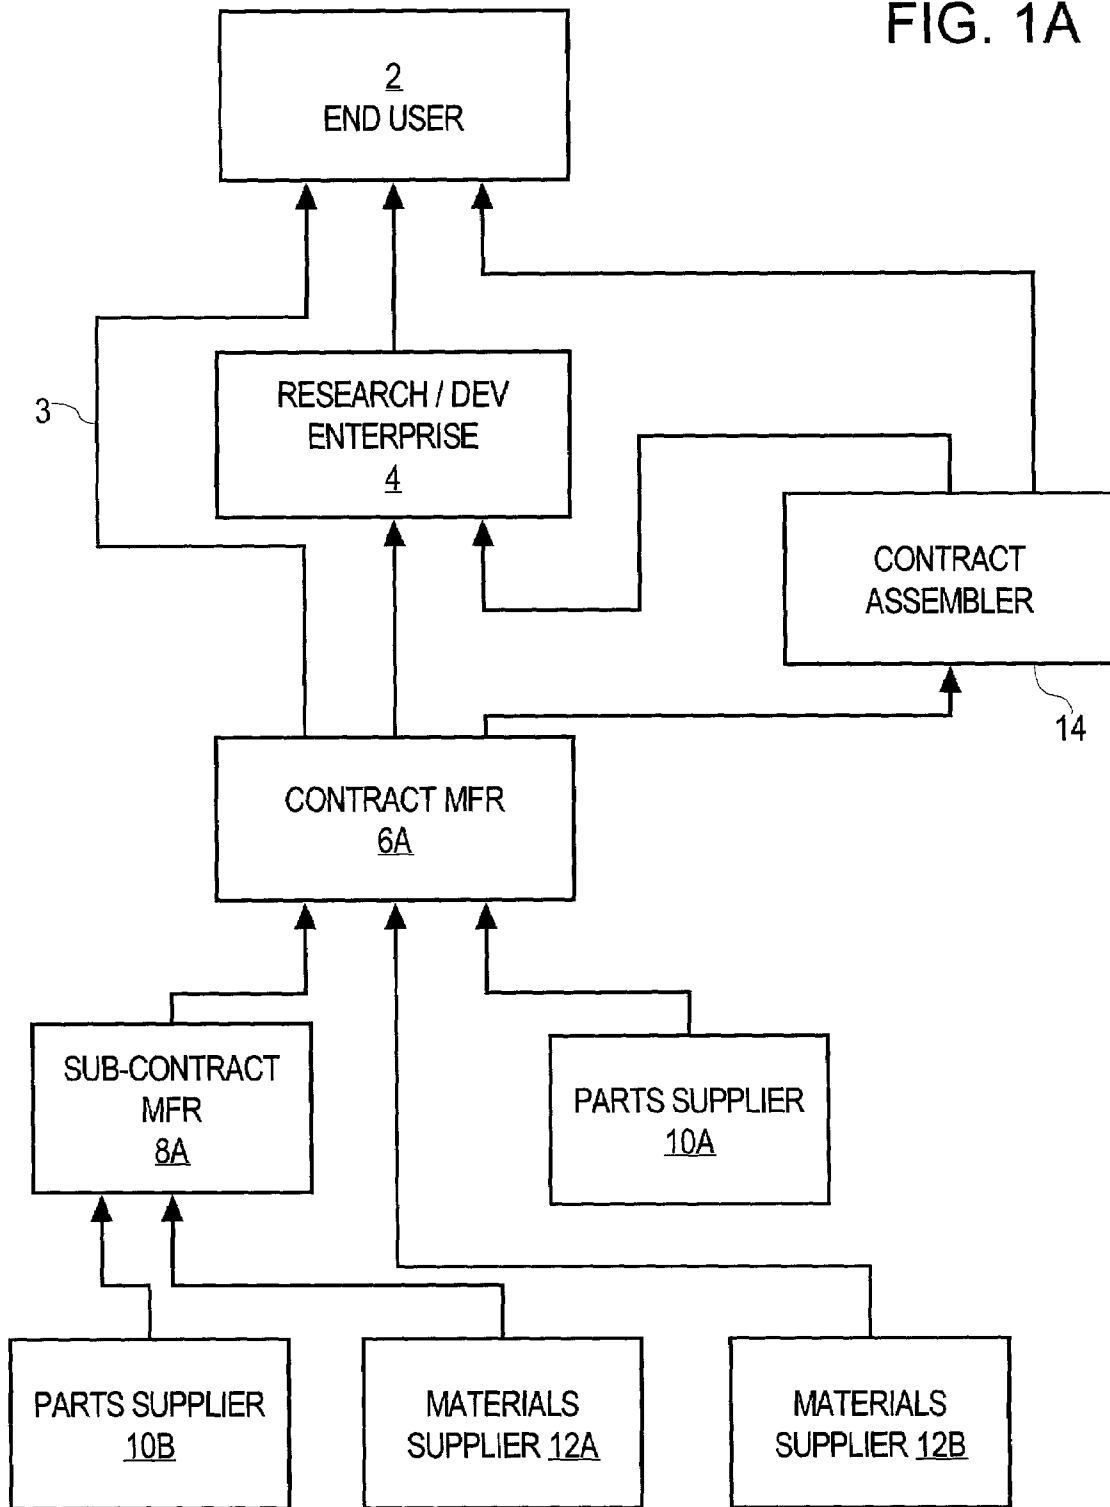 FIG. 1A
2
END USER
3
RESEARCH / DEV
ENTERPRISE
4
CONTRACT
ASSEMBLER
14
CONTRACT MFR
6A
SUB-CONTRACT
MFR
8A
PARTS SUPPLIER
10A
PARTS SUPPLIER
10B
MATERIALS
SUPPLIER 12A
MATERIALS
SUPPLIER 12B